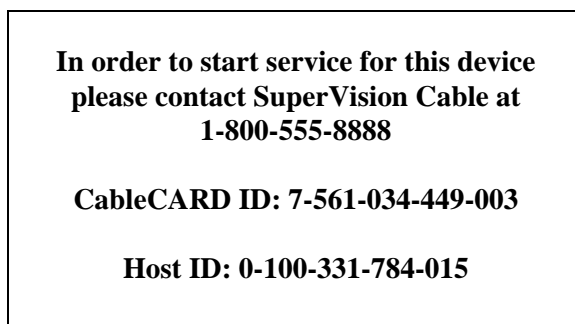 In order to start service for this device
please contact SuperVision Cable at
1-800-555-8888
CableCARD ID: 7-561-034-449-003
Host ID: 0-100-331-784-015